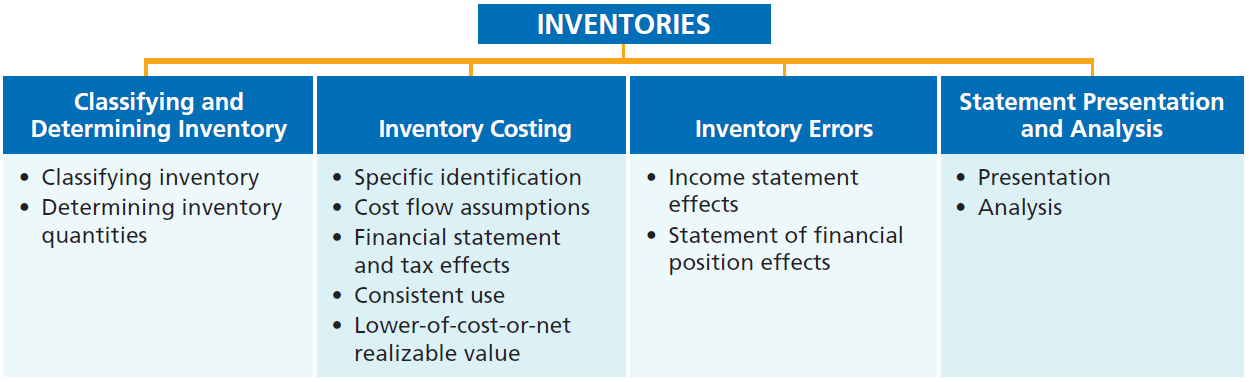 INVENTORIES
Classifying and
Determining Inventory
• Classifying inventory
• Determining inventory
quantities
Inventory Costing
• Specific identification
• Cost flow assumptions
• Financial statement
and tax effects
• Consistent use
• Lower-of-cost-or-net
realizable value
Inventory Errors
• Income statement
effects
• Statement of financial
position effects
Statement Presentation
and Analysis
• Presentation
• Analysis